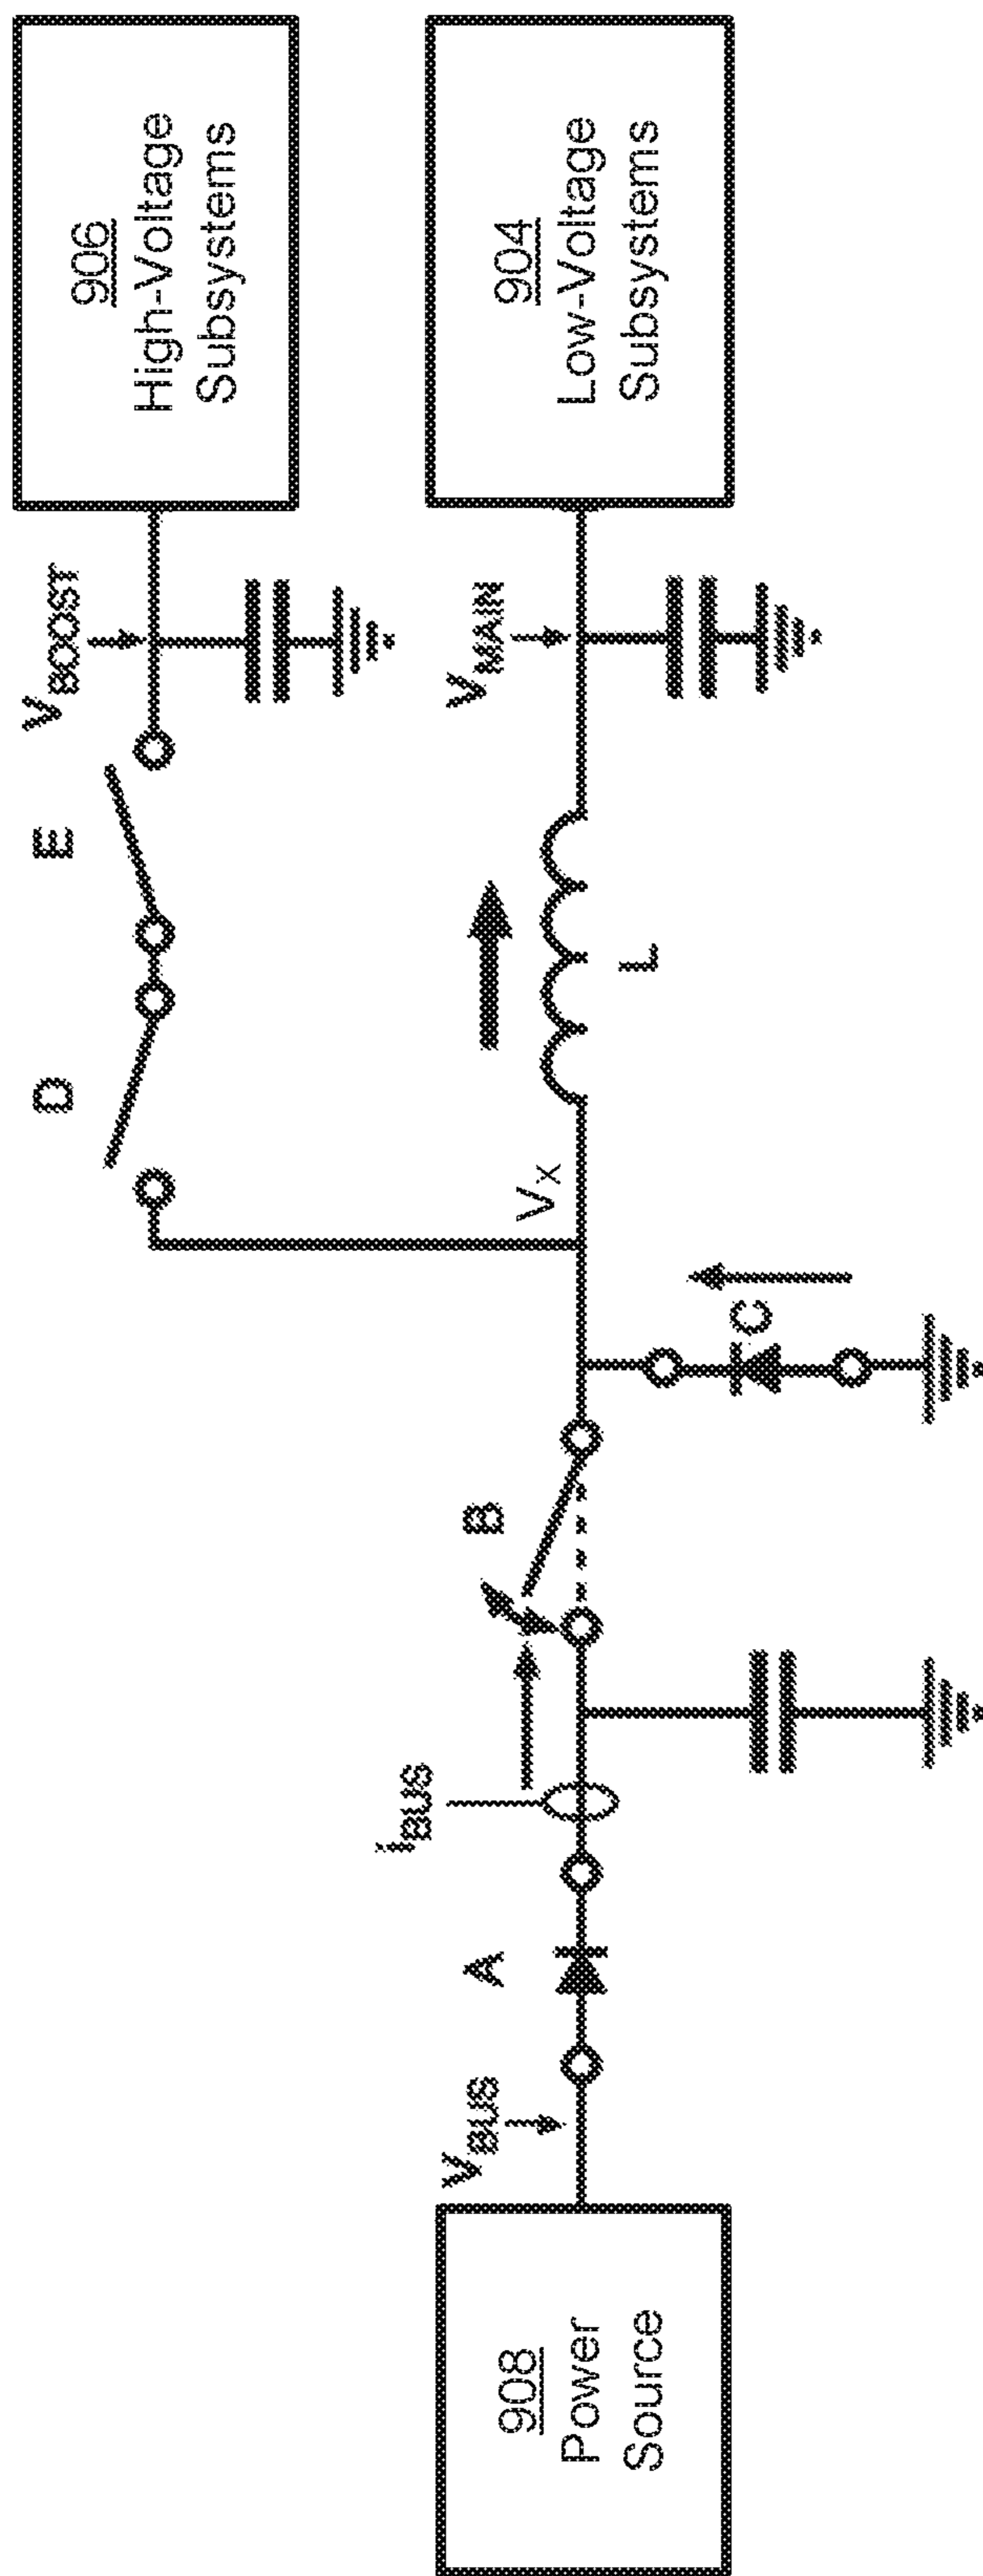 906
High-Voltage
Subsystems
904
Low-Voltage
Subsystems
VBOOST
VMAIN
E
D
L
VX
C
B
iBUS
A
VBUS
908
Power
Source